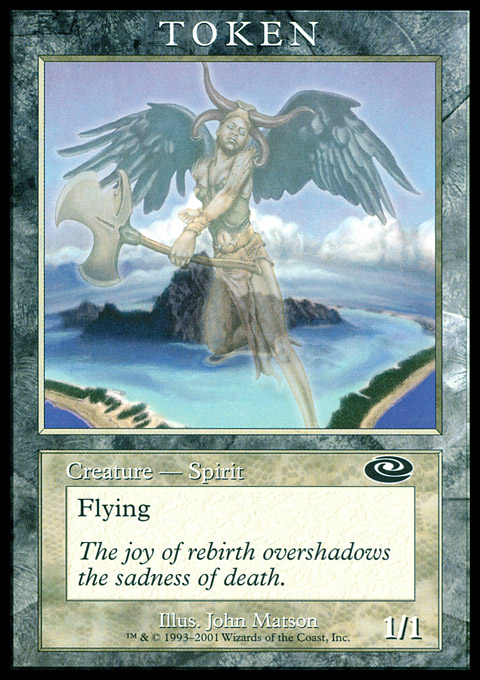 TOKEN
Creature — Spirit
Flying
The joy of rebirth overshadows
the sadness of death.
Illus. John Matson
™ & © 1993–2001 Wizards of the Coast, Inc.
1/1